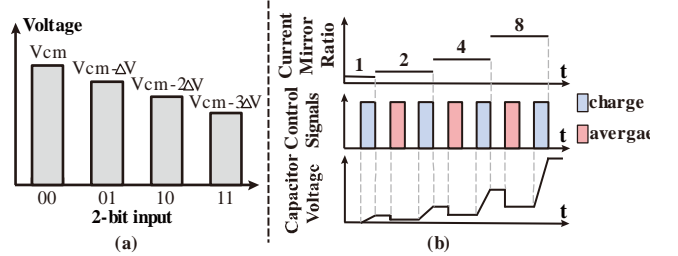 Voltage
Vcm
Vcm-ΔV
Vcm-2ΔV
Vcm-3ΔV
00 01 10 11
2-bit input
(a)
Current Mirror Ratio
1
2
4
8
t
Control Signals
t
charge
avergae
Capacitor Voltage
t
(b)